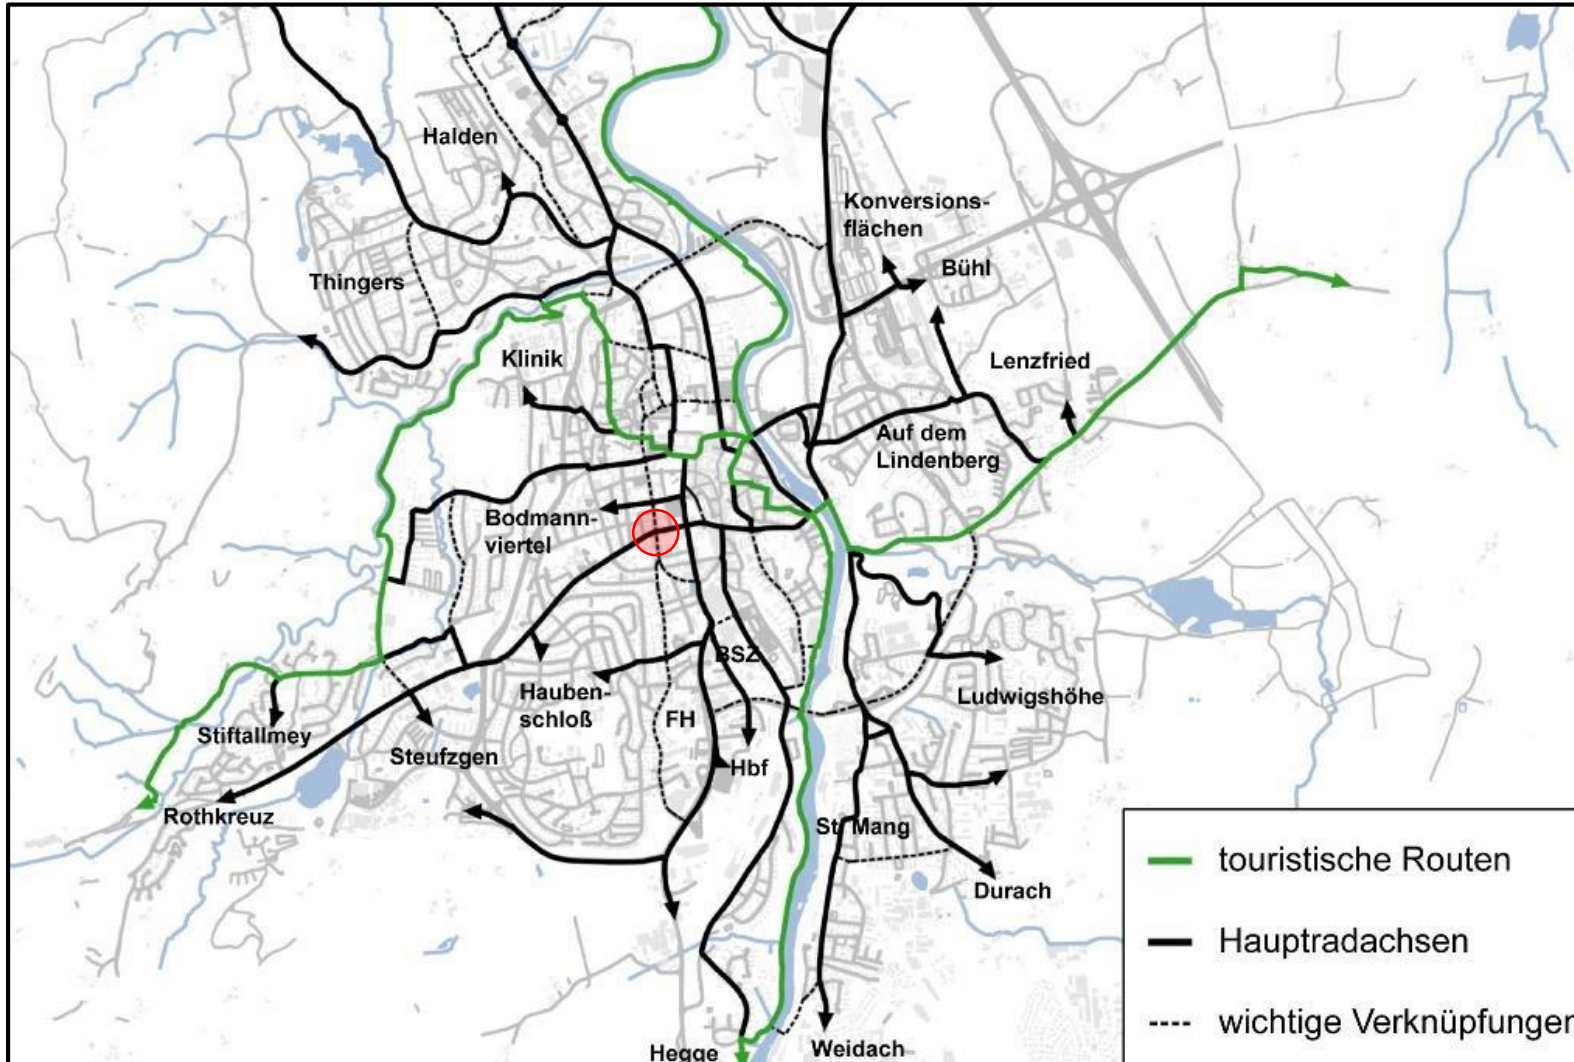 Halden
Konversions-
flächen
Bühl
Thingers
Klinik
Lenzfried
Auf dem
Lindenberg
Bodmann-
viertel
BSZ
Hauben-
schloß
FH
Ludwigshöhe
Stiftallmey
Steufzgen
Hbf
Rothkreuz
St. Mang
Durach
Hegge
Weidach
touristische Routen
Hauptradachsen
wichtige Verknüpfungen